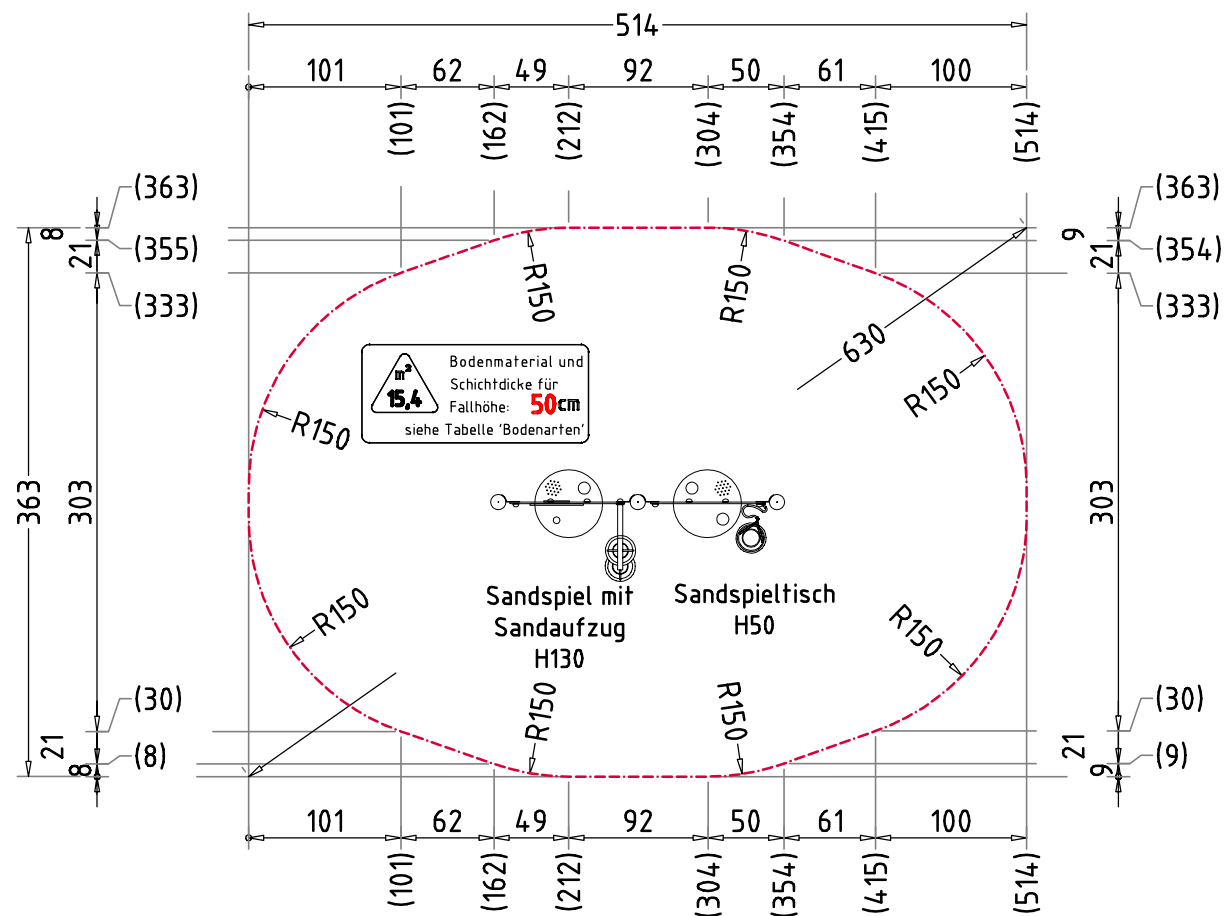 514
101 62 49 92 50 61 100
(101) (162) (212) (304) (354) (415) (514)
(363) (363)
8 9
(355) (354)
21 21
(333) (333)
R150 R150
630
R150
m²
15,4
Bodenmaterial und
Schichtdicke für
Fallhöhe: 50cm
siehe Tabelle 'Bodenarten'
R150
363 303 303
Sandspiel mit
Sandaufzug
H130
Sandspieltisch
H50
R150 R150
R150 R150
(30) (30)
21 21
(8) (9)
8 9
101 62 49 92 50 61 100
(101) (162) (212) (304) (354) (415) (514)